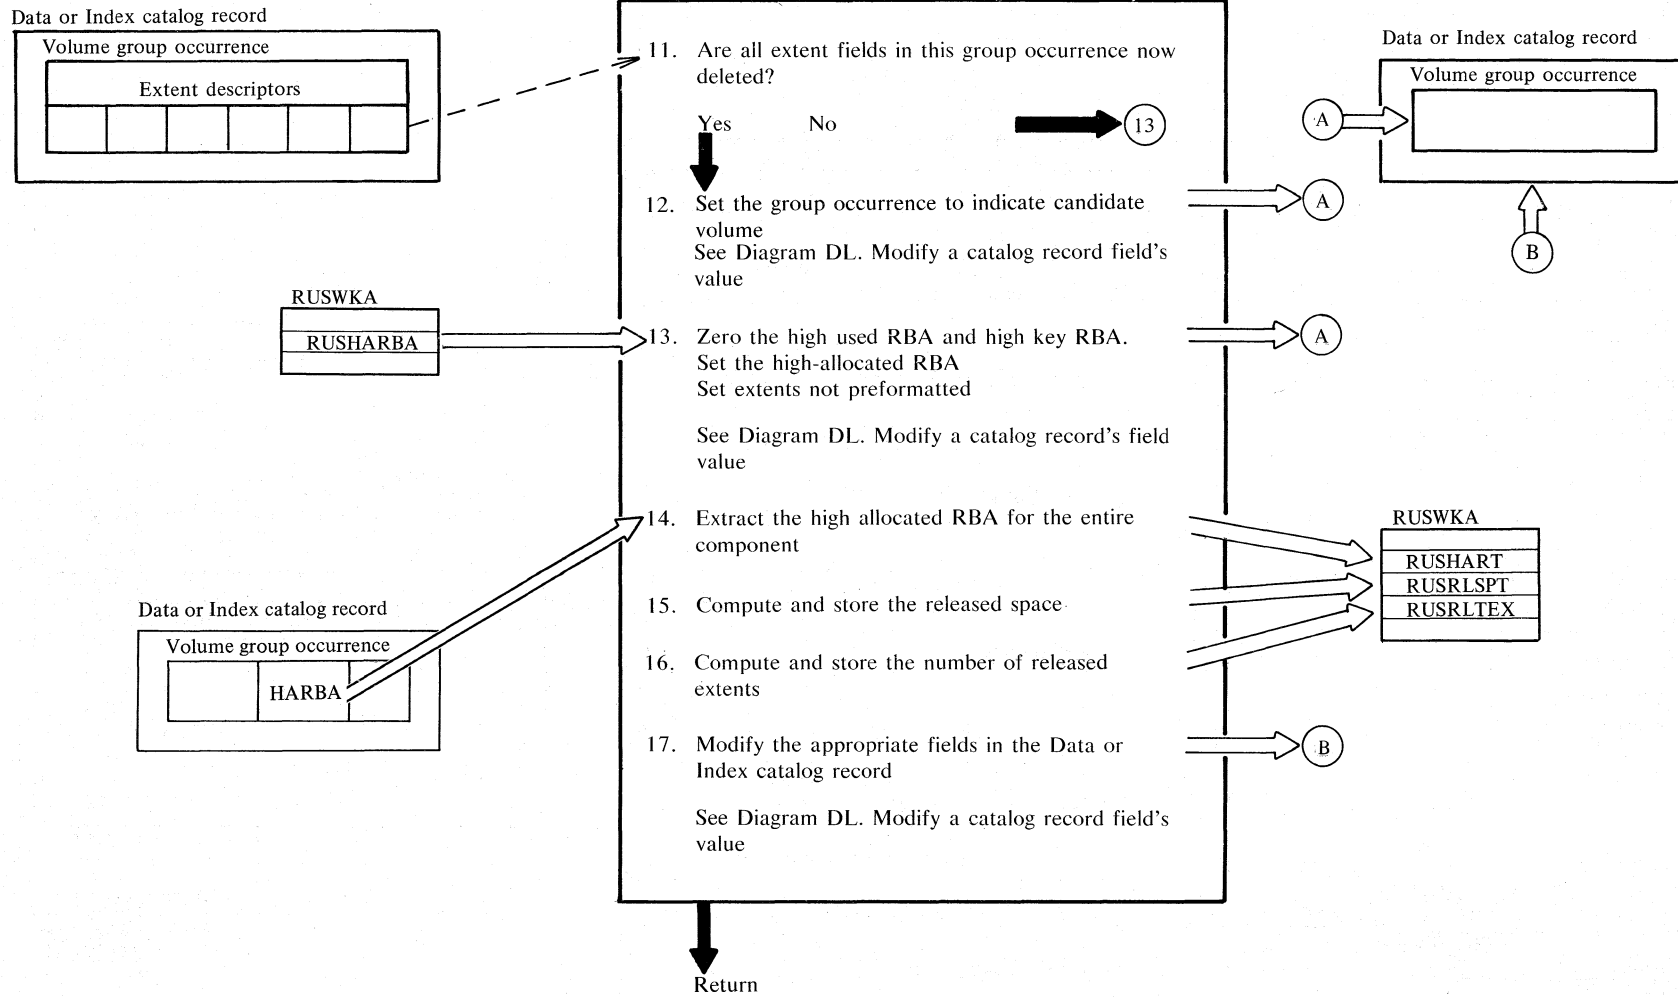 Data or Index catalog record
Volume group occurrence
Extent descriptors
11. Are all extent fields in this group occurrence now
deleted?
Yes No 13
12. Set the group occurrence to indicate candidate
volume
See Diagram DL. Modify a catalog record field's
value
A
RUSWKA
RUSHARBA
13. Zero the high used RBA and high key RBA.
Set the high-allocated RBA
Set extents not preformatted
See Diagram DL. Modify a catalog record's field
value
A
14. Extract the high allocated RBA for the entire
component
15. Compute and store the released space
16. Compute and store the number of released
extents
17. Modify the appropriate fields in the Data or
Index catalog record
See Diagram DL. Modify a catalog record field's
value
B
Return
Data or Index catalog record
Volume group occurrence
HARBA
Data or Index catalog record
Volume group occurrence
A
B
RUSWKA
RUSHART
RUSRLSPT
RUSRLTEX